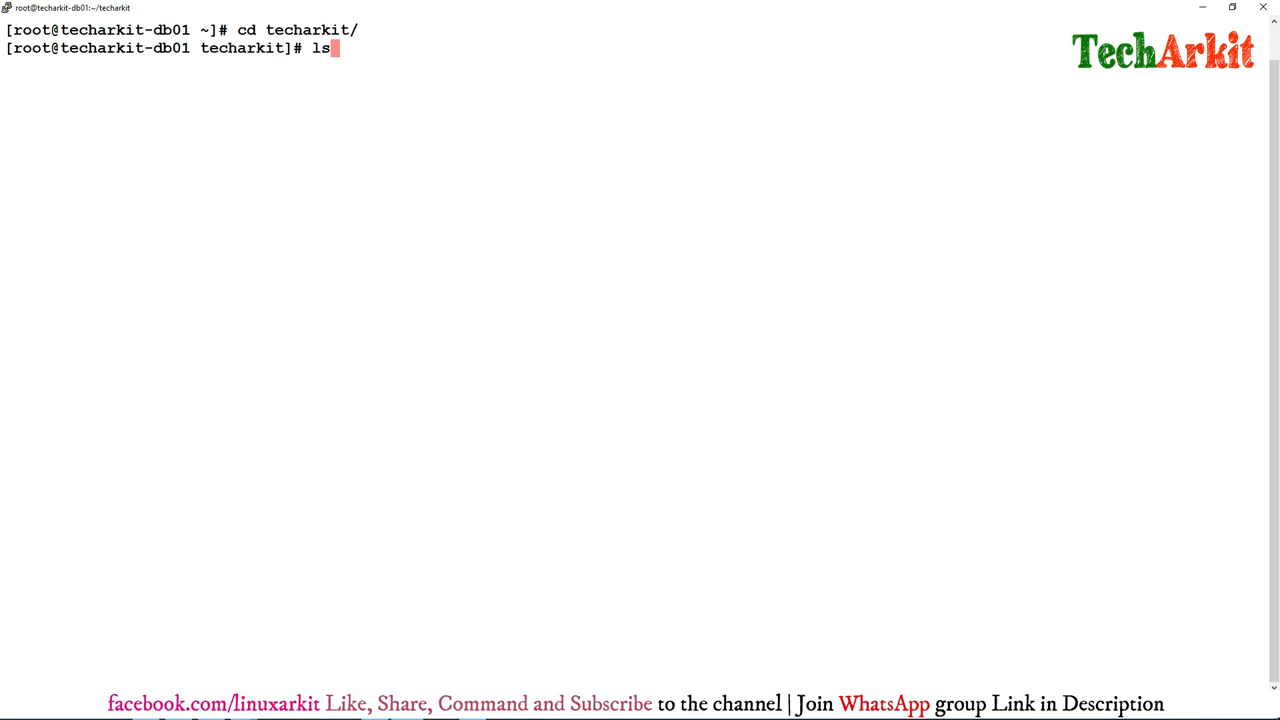 root@techarkit-db01:~/techarkit
[root@techarkit-db01 ~]# cd techarkit/
[root@techarkit-db01 techarkit]# ls
TechArkit
facebook.com/linuxarkit Like, Share, Command and Subscribe to the channel | Join WhatsApp group Link in Description